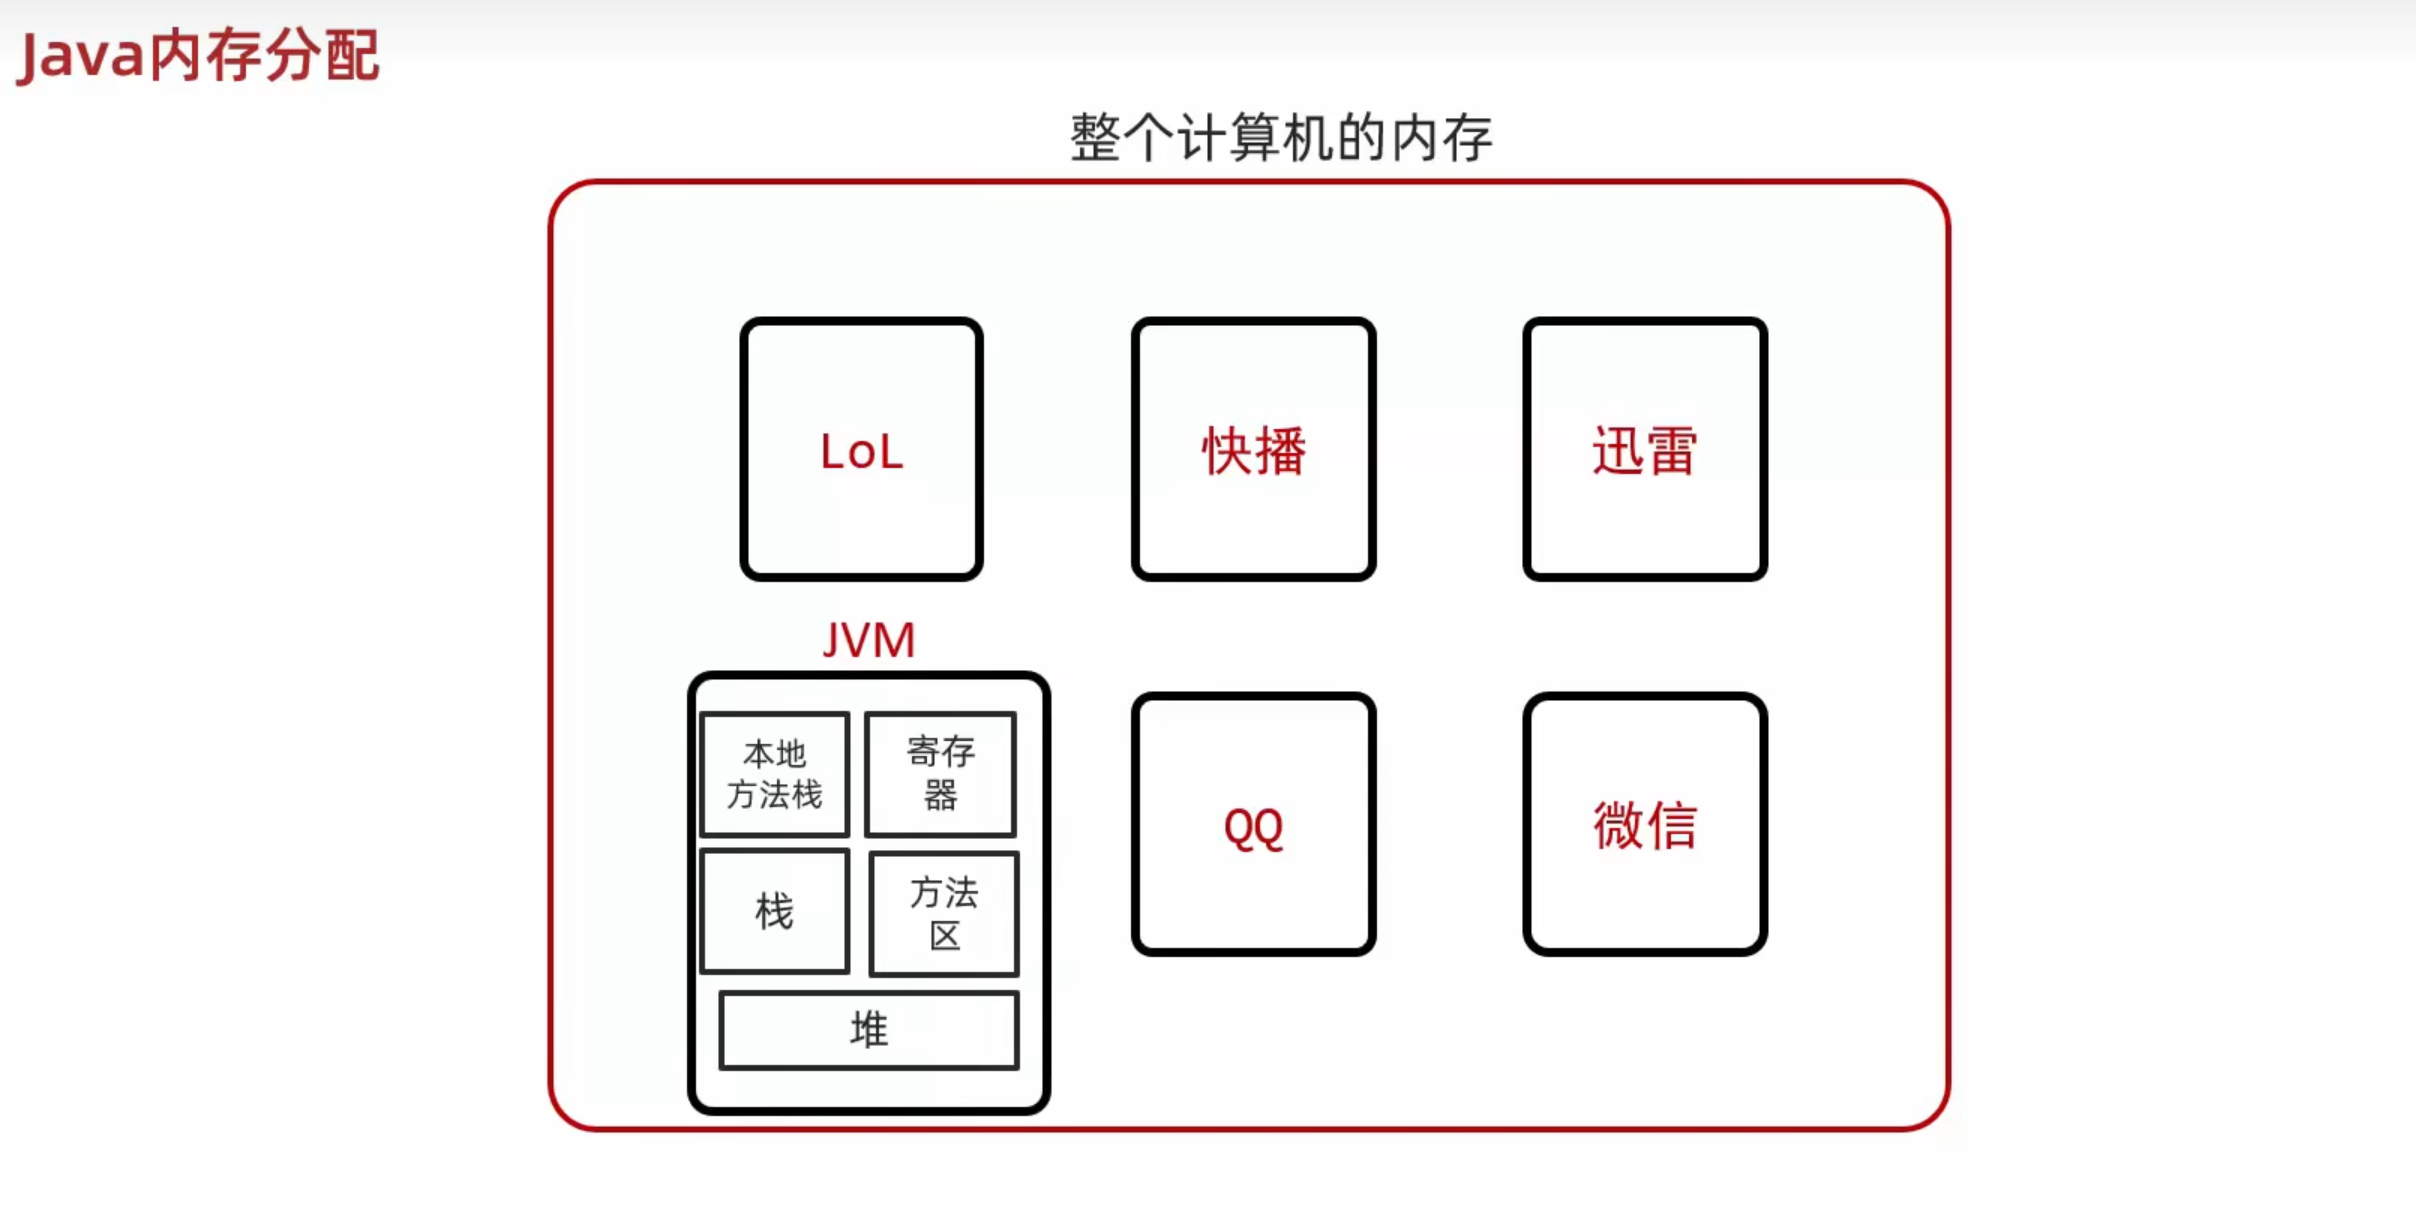 Java内存分配
整个计算机的内存
LoL
快播
迅雷
JVM
本地
方法栈
寄存
器
栈
方法
区
堆
QQ
微信